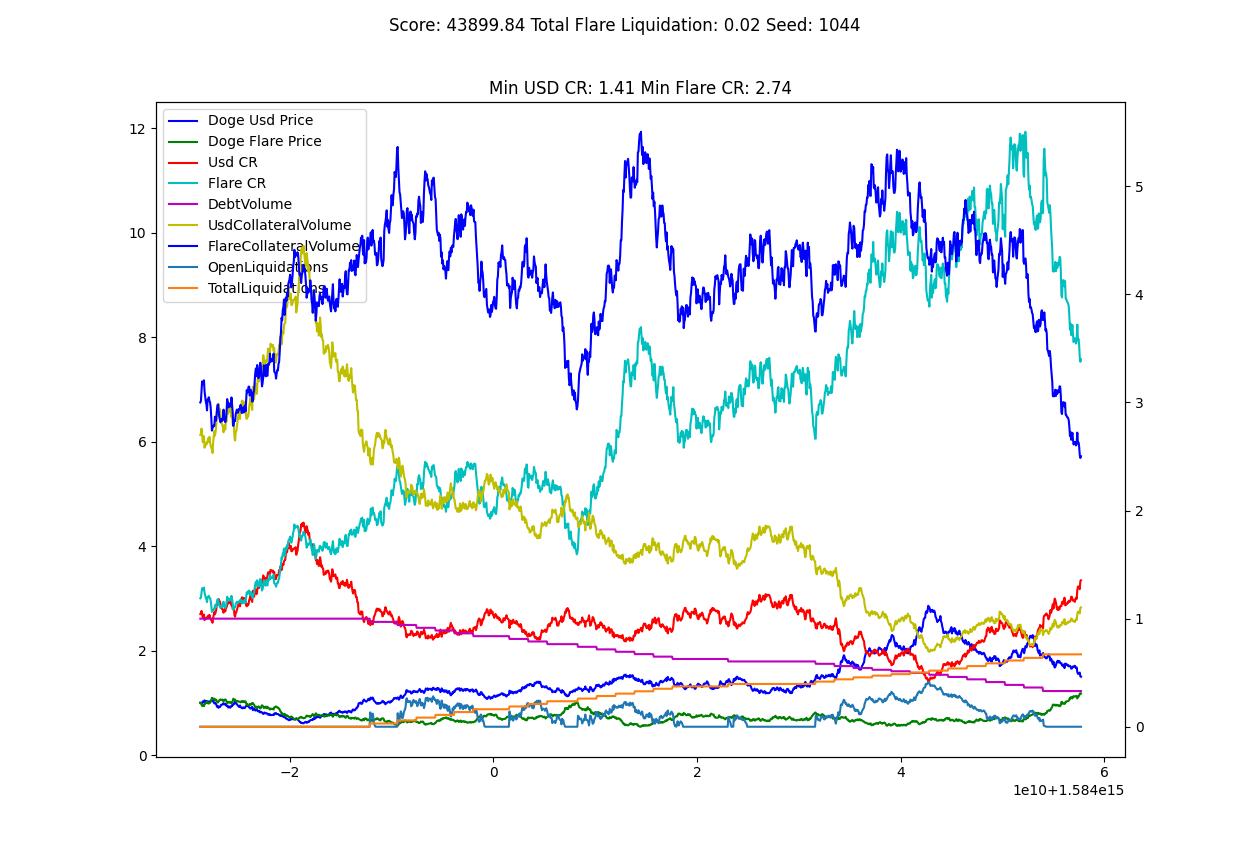 Score: 43899.84 Total Flare Liquidation: 0.02 Seed: 1044
Min USD CR: 1.41 Min Flare CR: 2.74
Doge Usd Price
Doge Flare Price
Usd CR
Flare CR
DebtVolume
UsdCollateralVolume
FlareCollateralVolume
OpenLiquidations
TotalLiquidations
12
10
8
6
4
2
0
5
4
3
2
1
0
−2
0
2
4
6
1e10+1.584e15